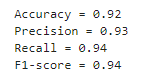 Accuracy = 0.92
Precision = 0.93
Recall = 0.94
F1-score = 0.94